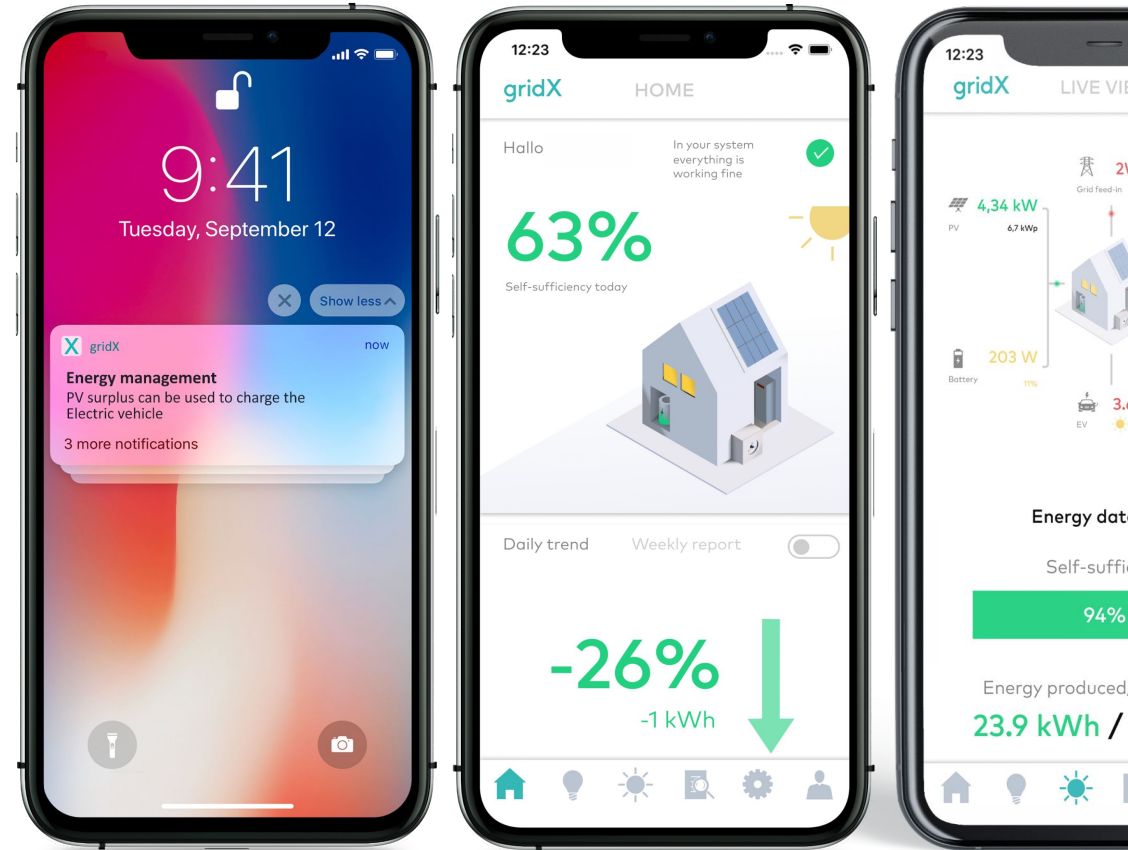 9:41
Tuesday, September 12
Show less
gridX
now
Energy management
PV surplus can be used to charge the
Electric vehicle
3 more notifications
12:23
gridX
HOME
Hallo
In your system
everything is
working fine
63%
Self-sufficiency today
Daily trend
Weekly report
-26%
-1 kWh
12:23
gridX
LIVE
Grid feed-in
4,34 kW
PV
6,7 kWp
203 W
Battery
11%
EV
Energy
94%
Energy produced
23.9 kWh /